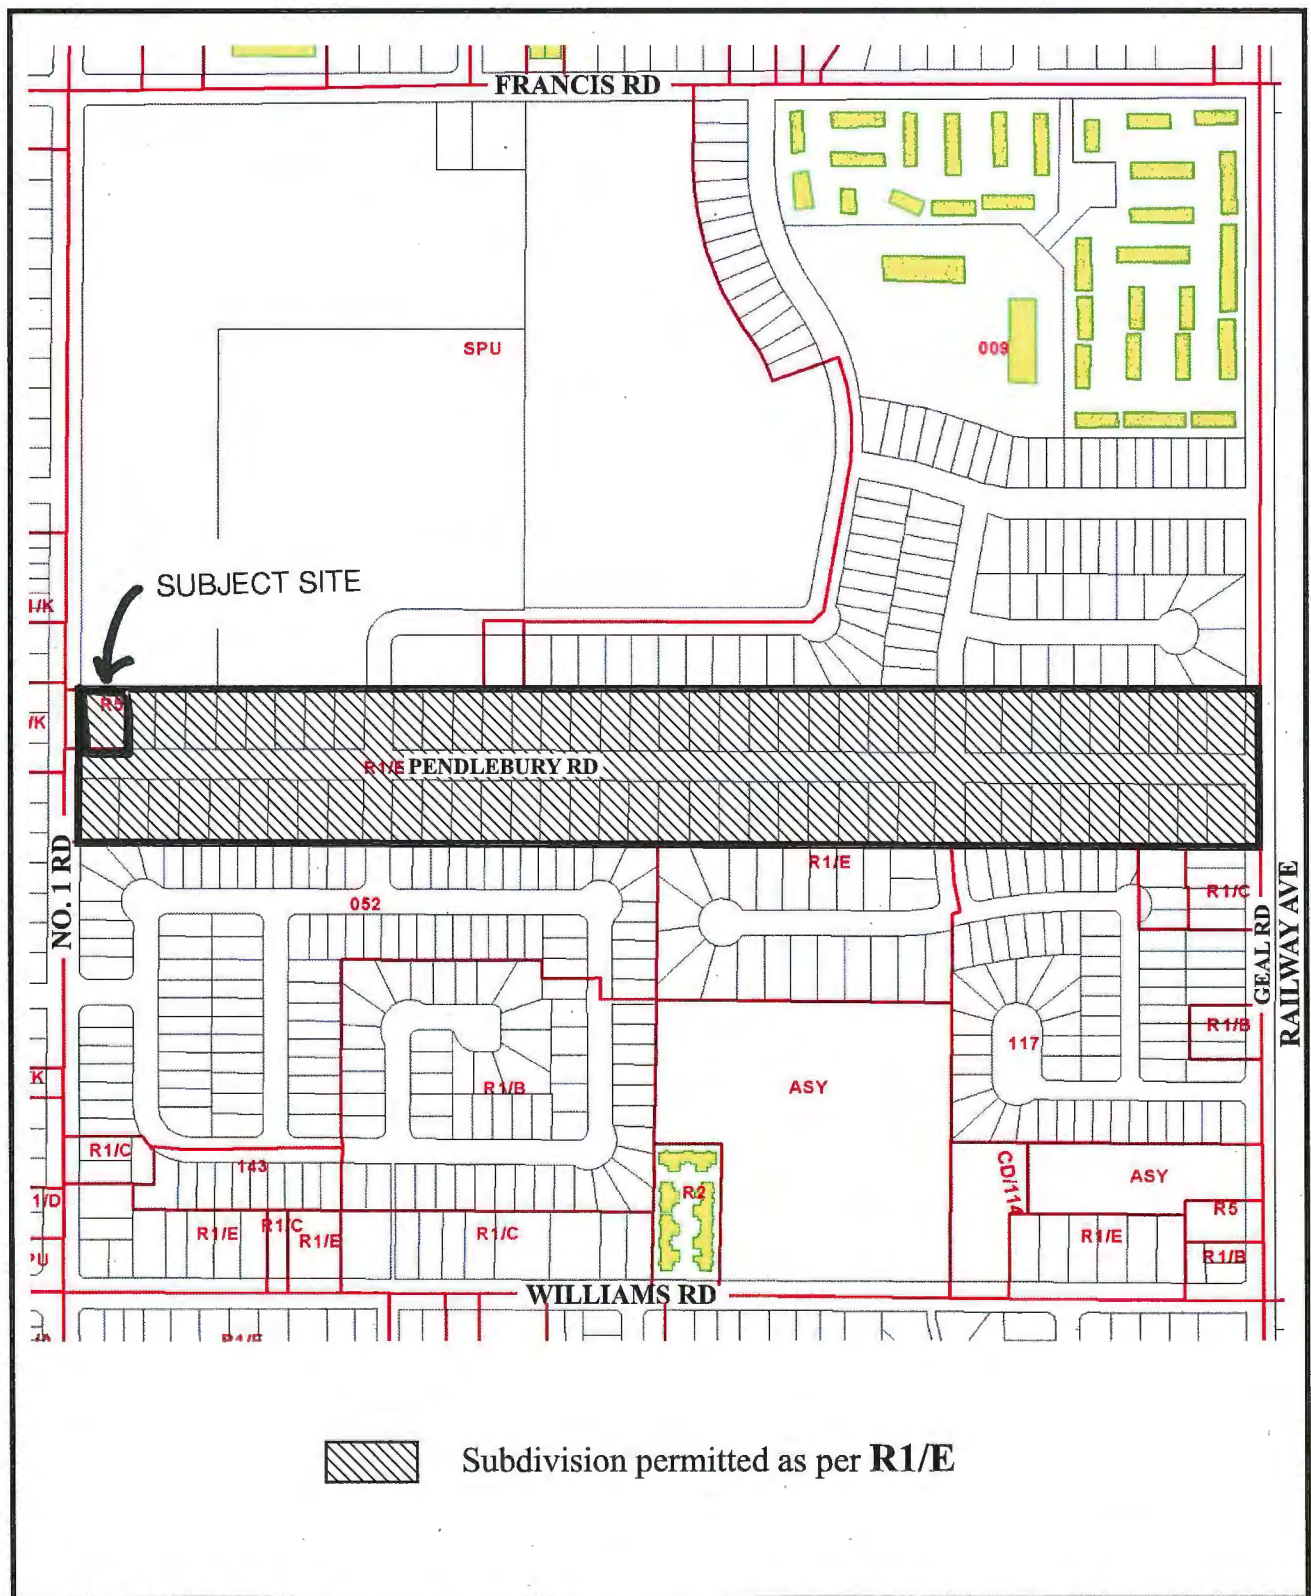 FRANCIS RD
SPU
009
SUBJECT SITE
/K
R5
/K
R1/E PENDLEBURY RD
NO. 1 RD
R1/E
R1/C
052
GEAL RD
RAILWAY AVE
R1/B
117
K
R1/B
ASY
R1/C
143
CD/114
ASY
1/D
R2
R5
R1/E
R1/C
R1/E
R1/C
R1/E
R1/B
WILLIAMS RD
R1/E
Subdivision permitted as per R1/E